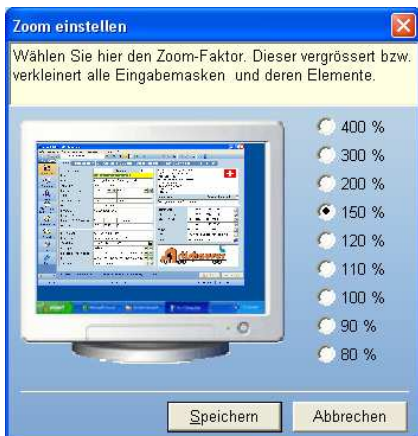 Zoom einstellen
Wählen Sie hier den Zoom-Faktor. Dieser vergrössert bzw.
verkleinert alle Eingabemasken und deren Elemente.
400 %
300 %
200 %
150 %
120 %
110 %
100 %
90 %
80 %
Speichern
Abbrechen